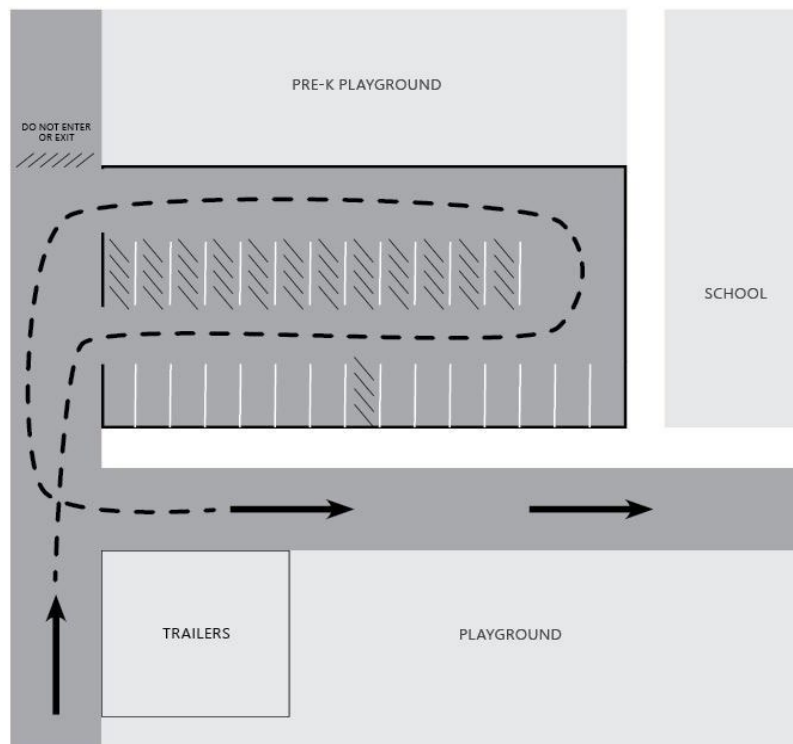 PRE-K PLAYGROUND
DO NOT ENTER
OR EXIT
SCHOOL
TRAILERS
PLAYGROUND